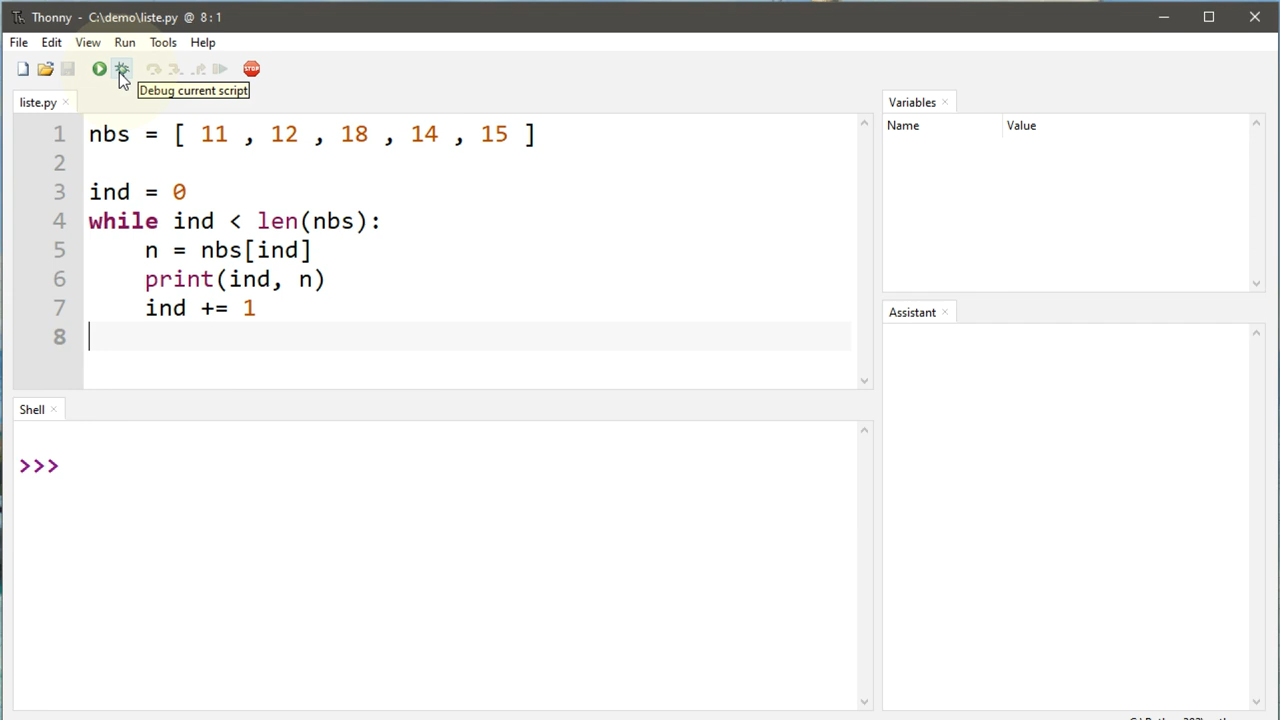 Thonny - C:\demo\liste.py @ 8:1
File Edit View Run Tools Help
STOP
Debug current script
liste.py
1 nbs = [ 11 , 12 , 18 , 14 , 15 ]
2
3 ind = 0
4 while ind < len(nbs):
5     n = nbs[ind]
6     print(ind, n)
7     ind += 1
8
Variables
Name Value
Assistant
Shell
>>>